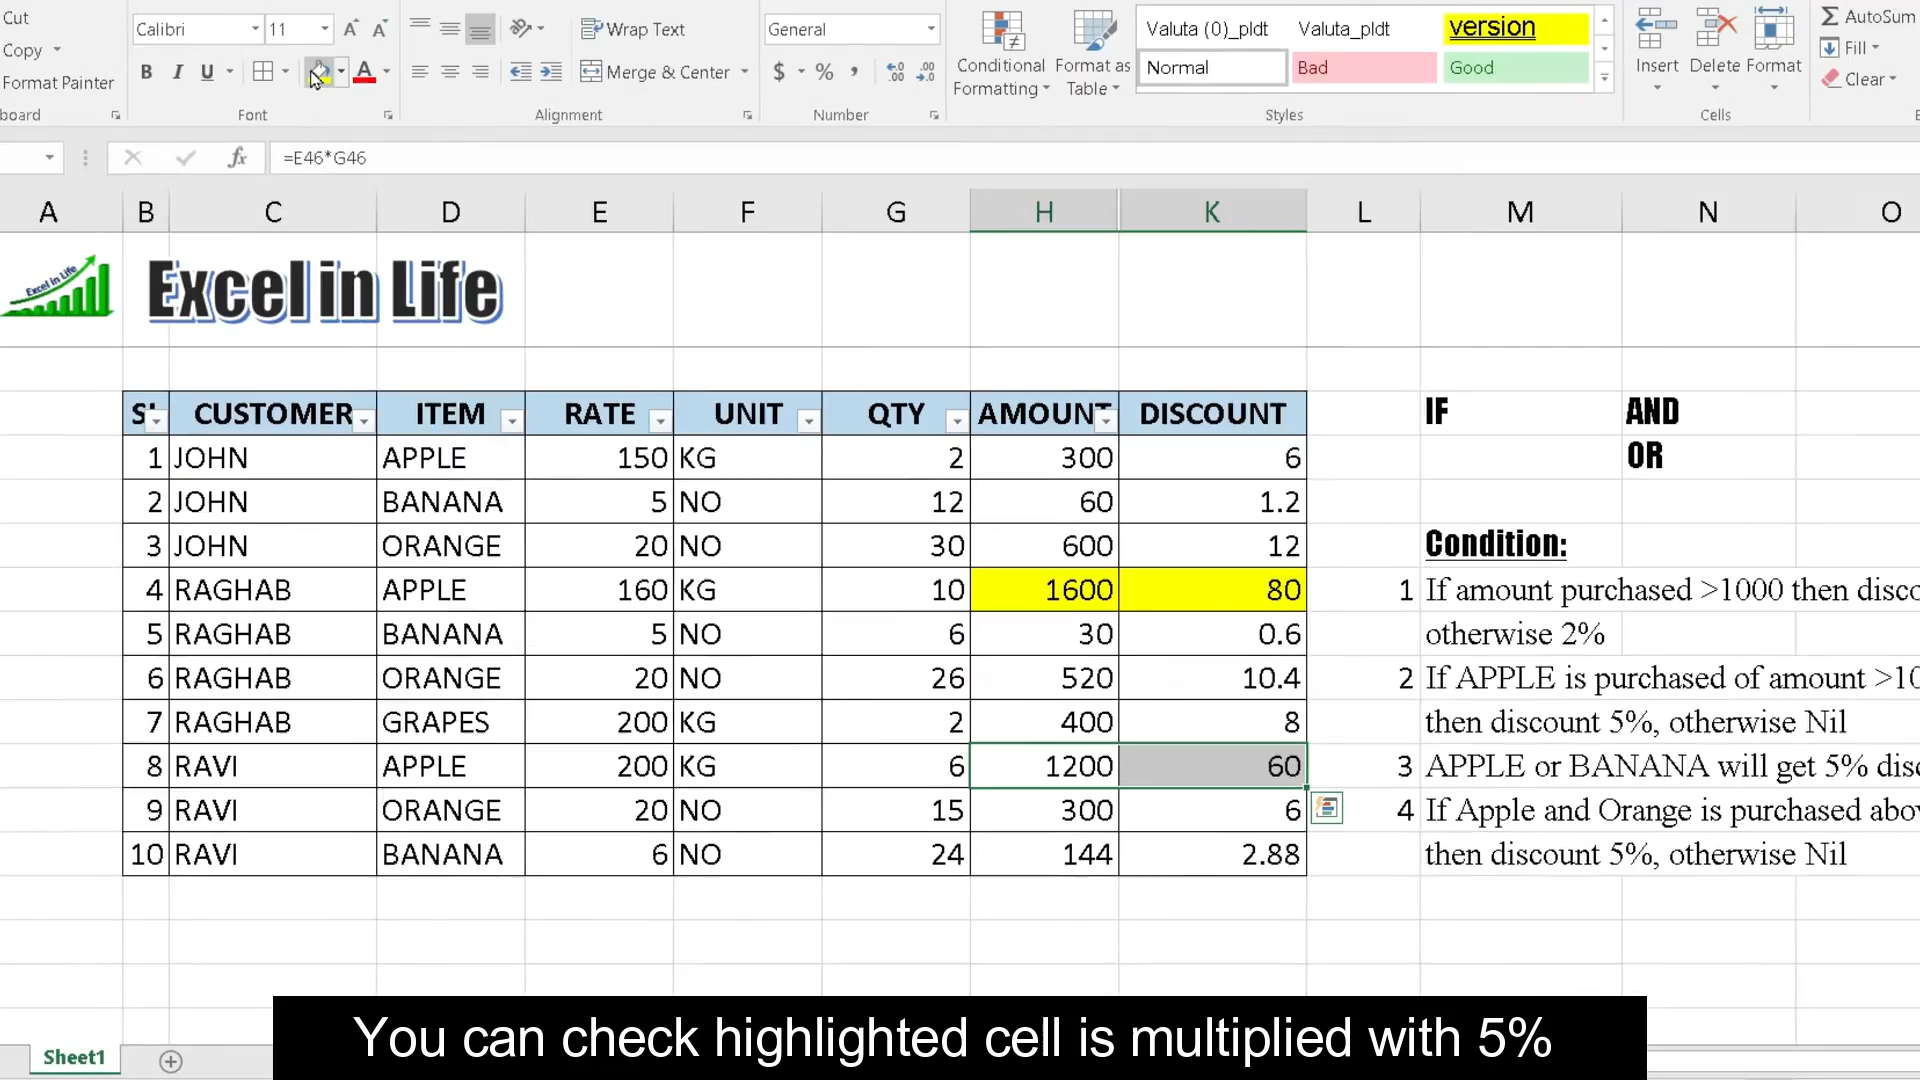 Cut
Copy
Format Painter
board
Calibri 11
B I U A
Font
Wrap Text
Merge & Center
Alignment
General
$ % ,
Number
Conditional Formatting
Format as Table
Valuta (0)_pldt Valuta_pldt version
Normal Bad Good
Styles
Insert Delete Format
Cells
AutoSum
Fill
Clear
fx =E46*G46
A B C D E F G H K L M N O
Excel in Life
Excel in Life
CUSTOMER ITEM RATE UNIT QTY AMOUNT DISCOUNT IF AND
1 JOHN APPLE 150 KG 2 300 6 OR
2 JOHN BANANA 5 NO 12 60 1.2
3 JOHN ORANGE 20 NO 30 600 12 Condition:
4 RAGHAB APPLE 160 KG 10 1600 80 1 If amount purchased >1000 then disco
5 RAGHAB BANANA 5 NO 6 30 0.6 otherwise 2%
6 RAGHAB ORANGE 20 NO 26 520 10.4 2 If APPLE is purchased of amount >10
7 RAGHAB GRAPES 200 KG 2 400 8 then discount 5%, otherwise Nil
8 RAVI APPLE 200 KG 6 1200 60 3 APPLE or BANANA will get 5% disc
9 RAVI ORANGE 20 NO 15 300 6 4 If Apple and Orange is purchased abov
10 RAVI BANANA 6 NO 24 144 2.88 then discount 5%, otherwise Nil
Sheet1
You can check highlighted cell is multiplied with 5%